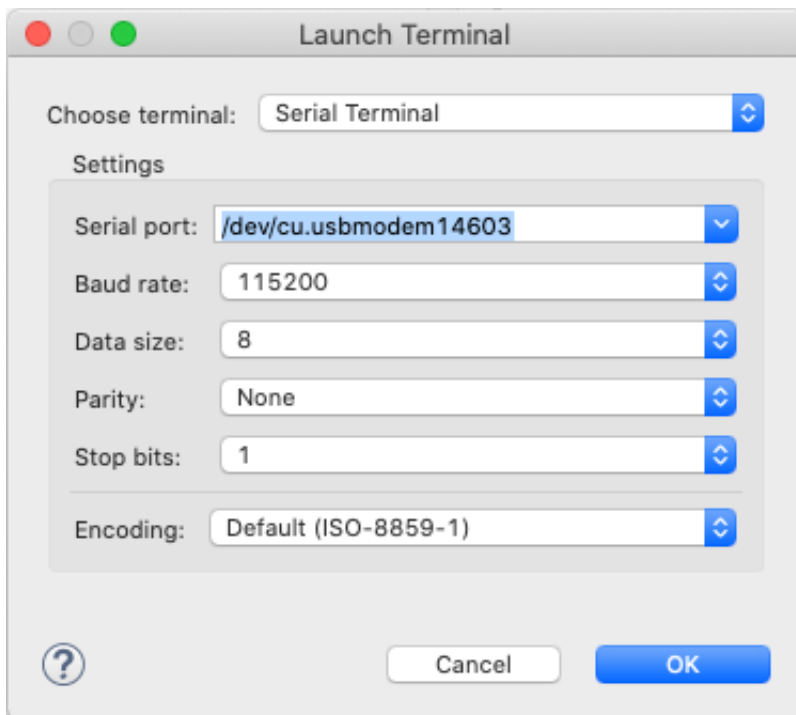 Launch Terminal
Choose terminal: Serial Terminal
Settings
Serial port: /dev/cu.usbmodem14603
Baud rate: 115200
Data size: 8
Parity: None
Stop bits: 1
Encoding: Default (ISO-8859-1)
? Cancel OK